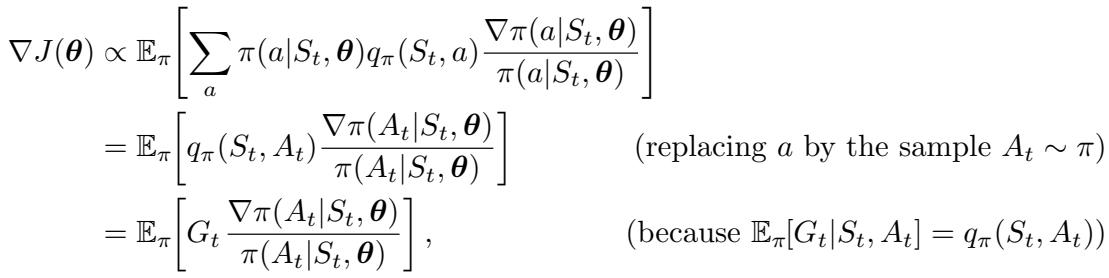 ∇J(𝜽) ∝ 𝔼_π[∑_a π(a|S_t, 𝜽)q_π(S_t, a) ∇π(a|S_t, 𝜽) / π(a|S_t, 𝜽)]
= 𝔼_π[q_π(S_t, A_t) ∇π(A_t|S_t, 𝜽) / π(A_t|S_t, 𝜽)] (replacing a by the sample A_t ∼ π)
= 𝔼_π[G_t ∇π(A_t|S_t, 𝜽) / π(A_t|S_t, 𝜽)], (because 𝔼_π[G_t|S_t, A_t] = q_π(S_t, A_t))